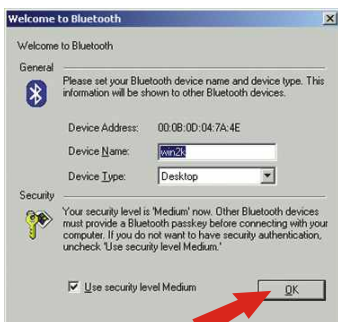 Welcome to Bluetooth
Welcome to Bluetooth
General
Please set your Bluetooth device name and device type. This
information will be shown to other Bluetooth devices.
Device Address: 00:0B:0D:04:7A:4E
Device Name: win2k
Device Type: Desktop
Security
Your security level is 'Medium' now. Other Bluetooth devices
must provide a Bluetooth passkey before connecting with your
computer. If you do not want to have security authentication,
uncheck 'Use security level Medium.'
Use security level Medium
OK